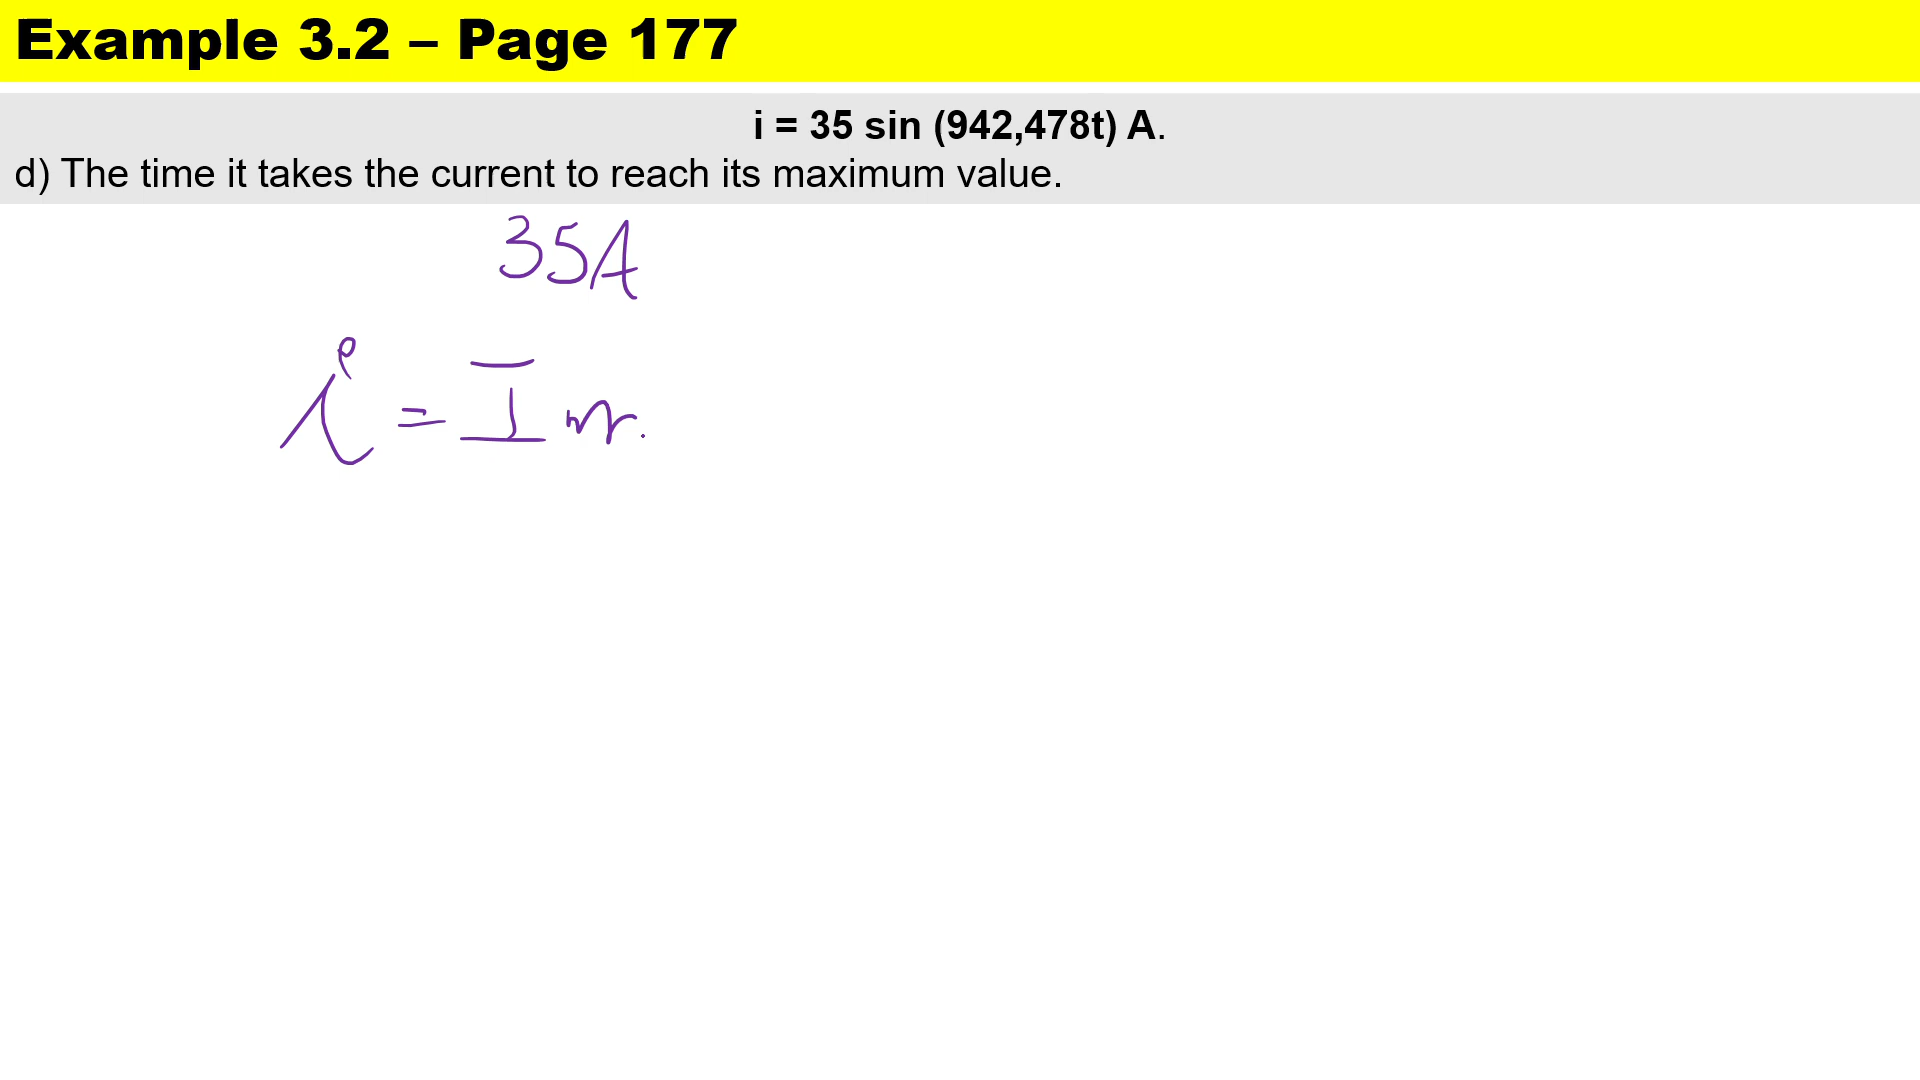 Example 3.2 – Page 177
i = 35 sin (942,478t) A.
d) The time it takes the current to reach its maximum value.
35A
i = Im.